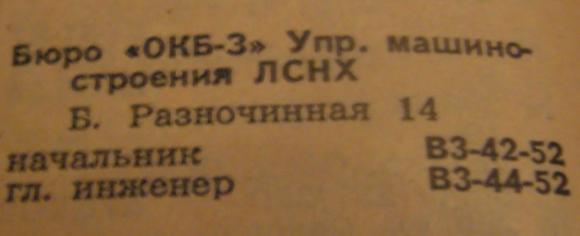 Бюро «ОКБ-3» Упр. машино-
строения ЛСНХ
Б. Разночинная 14
начальник В3-42-52
гл. инженер В3-44-52